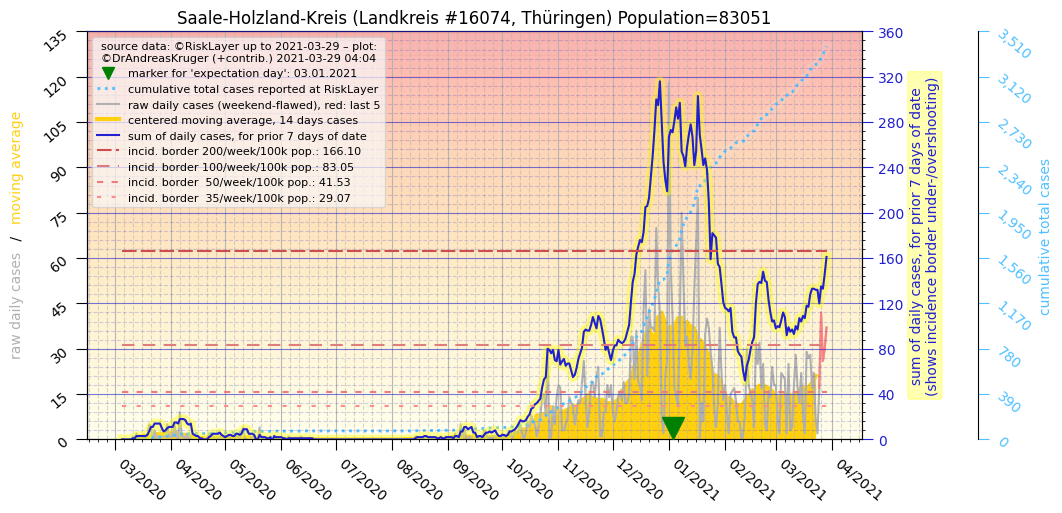 Saale-Holzland-Kreis (Landkreis #16074, Thüringen) Population=83051
source data: ©RiskLayer up to 2021-03-29 – plot:
©DrAndreasKruger (+contrib.) 2021-03-29 04:04
marker for 'expectation day': 03.01.2021
cumulative total cases reported at RiskLayer
raw daily cases (weekend-flawed), red: last 5
centered moving average, 14 days cases
sum of daily cases, for prior 7 days of date
incid. border 200/week/100k pop.: 166.10
incid. border 100/week/100k pop.: 83.05
incid. border  50/week/100k pop.: 41.53
incid. border  35/week/100k pop.: 29.07
raw daily cases / moving average
135
120
105
90
75
60
45
30
15
0
03/2020
04/2020
05/2020
06/2020
07/2020
08/2020
09/2020
10/2020
11/2020
12/2020
01/2021
02/2021
03/2021
04/2021
360
320
280
240
200
160
120
80
40
0
sum of daily cases, for prior 7 days of date
(shows incidence border under-/overshooting)
3,510
3,120
2,730
2,340
1,950
1,560
1,170
780
390
0
cumulative total cases